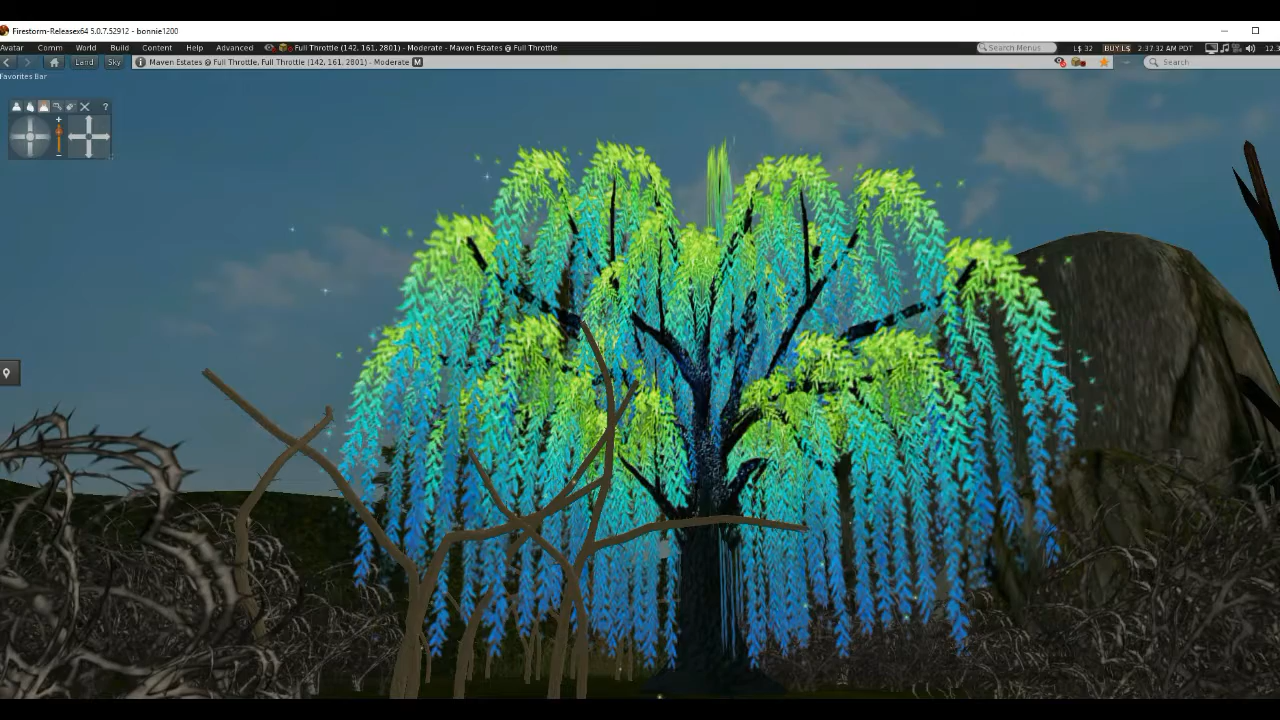 Firestorm-Releasex64 5.0.7.52912 - bonnie1200
Avatar Comm World Build Content Help Advanced Full Throttle (142, 161, 2801) - Moderate - Maven Estates @ Full Throttle Search Menus L$ 32 BUY L$ 2:37:32 AM PDT 12.3
Land Sky Maven Estates @ Full Throttle, Full Throttle (142, 161, 2801) - Moderate M Search
Favorites Bar
?